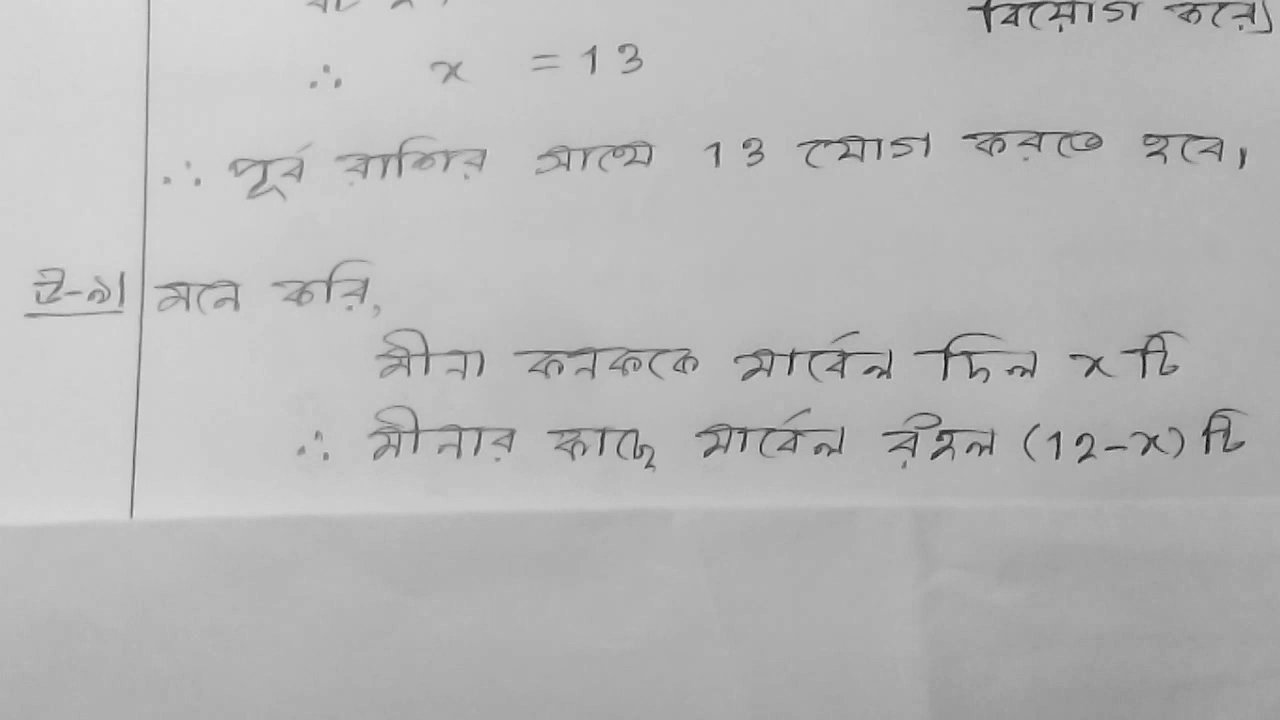 বিয়োগ করে]
∴ x = 13
∴ পূর্ব রাশির সাথে 13 যোগ করতে হবে।
উ-৯। মনে করি,
মীনা কনককে মার্বেল দিল x টি
∴ মীনার কাছে মার্বেল রইল (12-x) টি